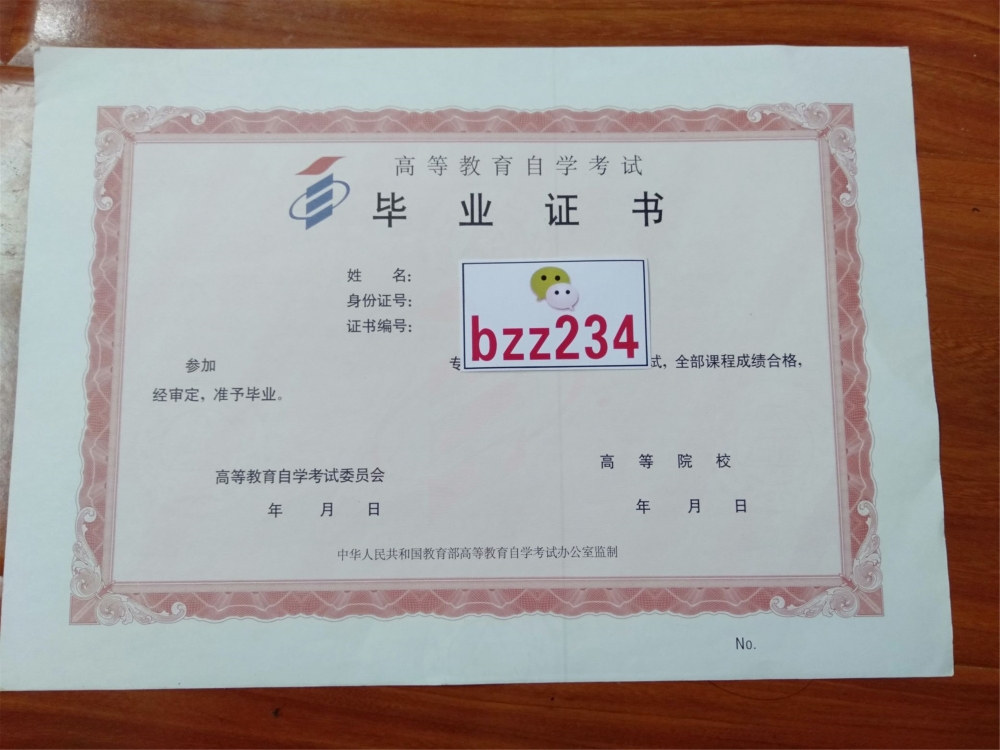 高等教育自学考试
毕业证书
姓 名:
身份证号:
证书编号:
bzz234
参加 专 试, 全部课程成绩合格,
经审定, 准予毕业。
高等教育自学考试委员会
年 月 日
高等院校
年 月 日
中华人民共和国教育部高等教育自学考试办公室监制
No.